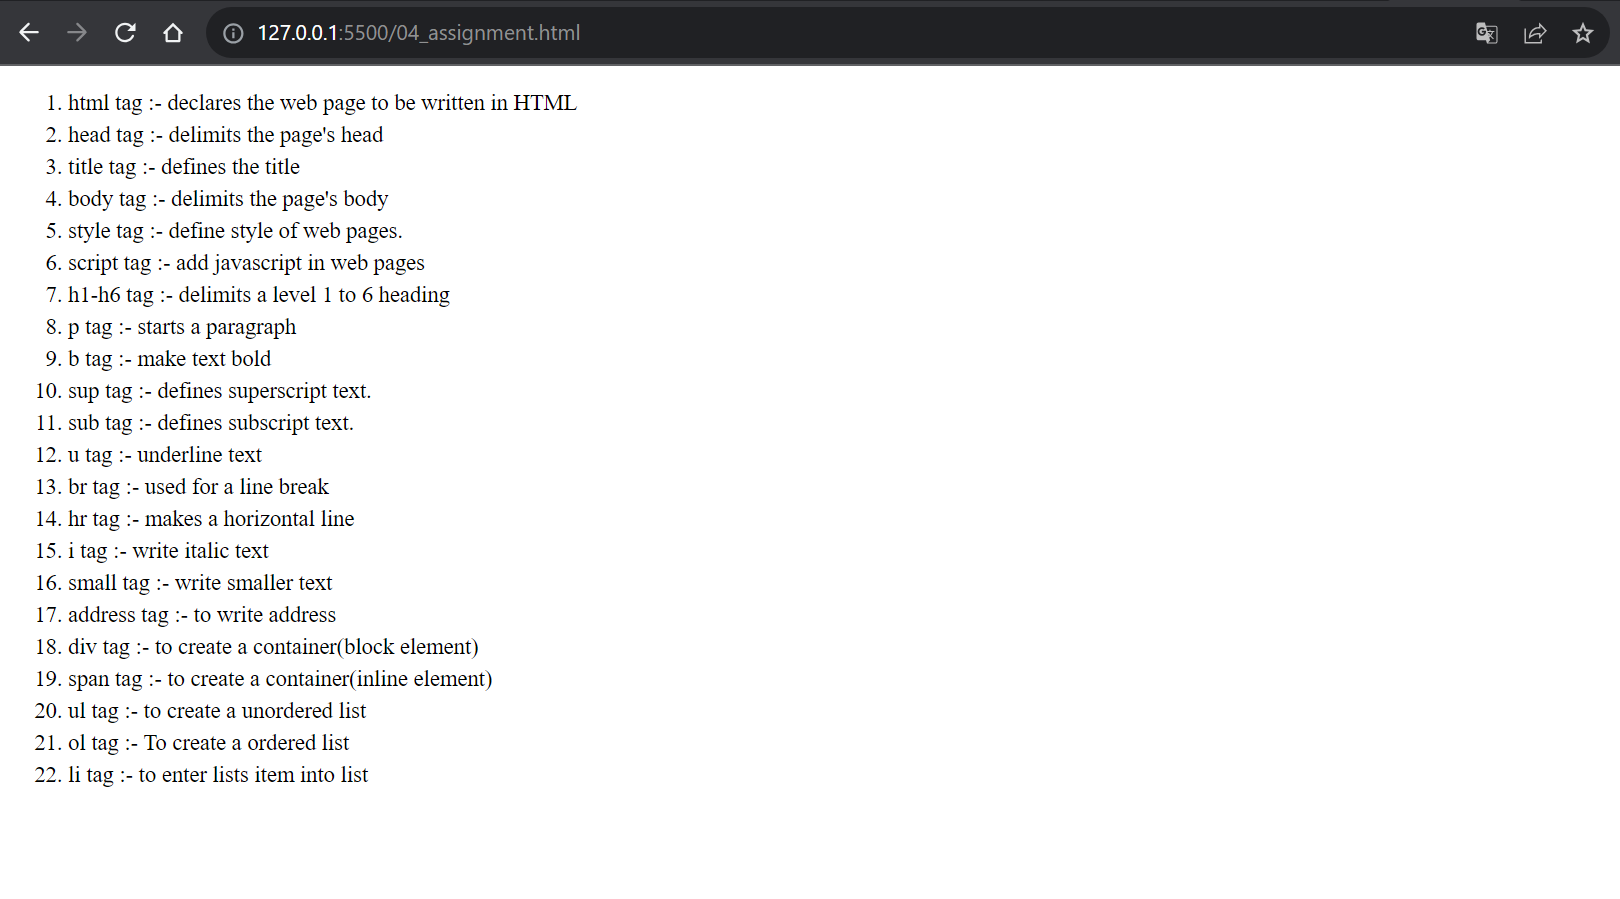 127.0.0.1:5500/04_assignment.html
1. html tag :- declares the web page to be written in HTML
2. head tag :- delimits the page's head
3. title tag :- defines the title
4. body tag :- delimits the page's body
5. style tag :- define style of web pages.
6. script tag :- add javascript in web pages
7. h1-h6 tag :- delimits a level 1 to 6 heading
8. p tag :- starts a paragraph
9. b tag :- make text bold
10. sup tag :- defines superscript text.
11. sub tag :- defines subscript text.
12. u tag :- underline text
13. br tag :- used for a line break
14. hr tag :- makes a horizontal line
15. i tag :- write italic text
16. small tag :- write smaller text
17. address tag :- to write address
18. div tag :- to create a container(block element)
19. span tag :- to create a container(inline element)
20. ul tag :- to create a unordered list
21. ol tag :- To create a ordered list
22. li tag :- to enter lists item into list